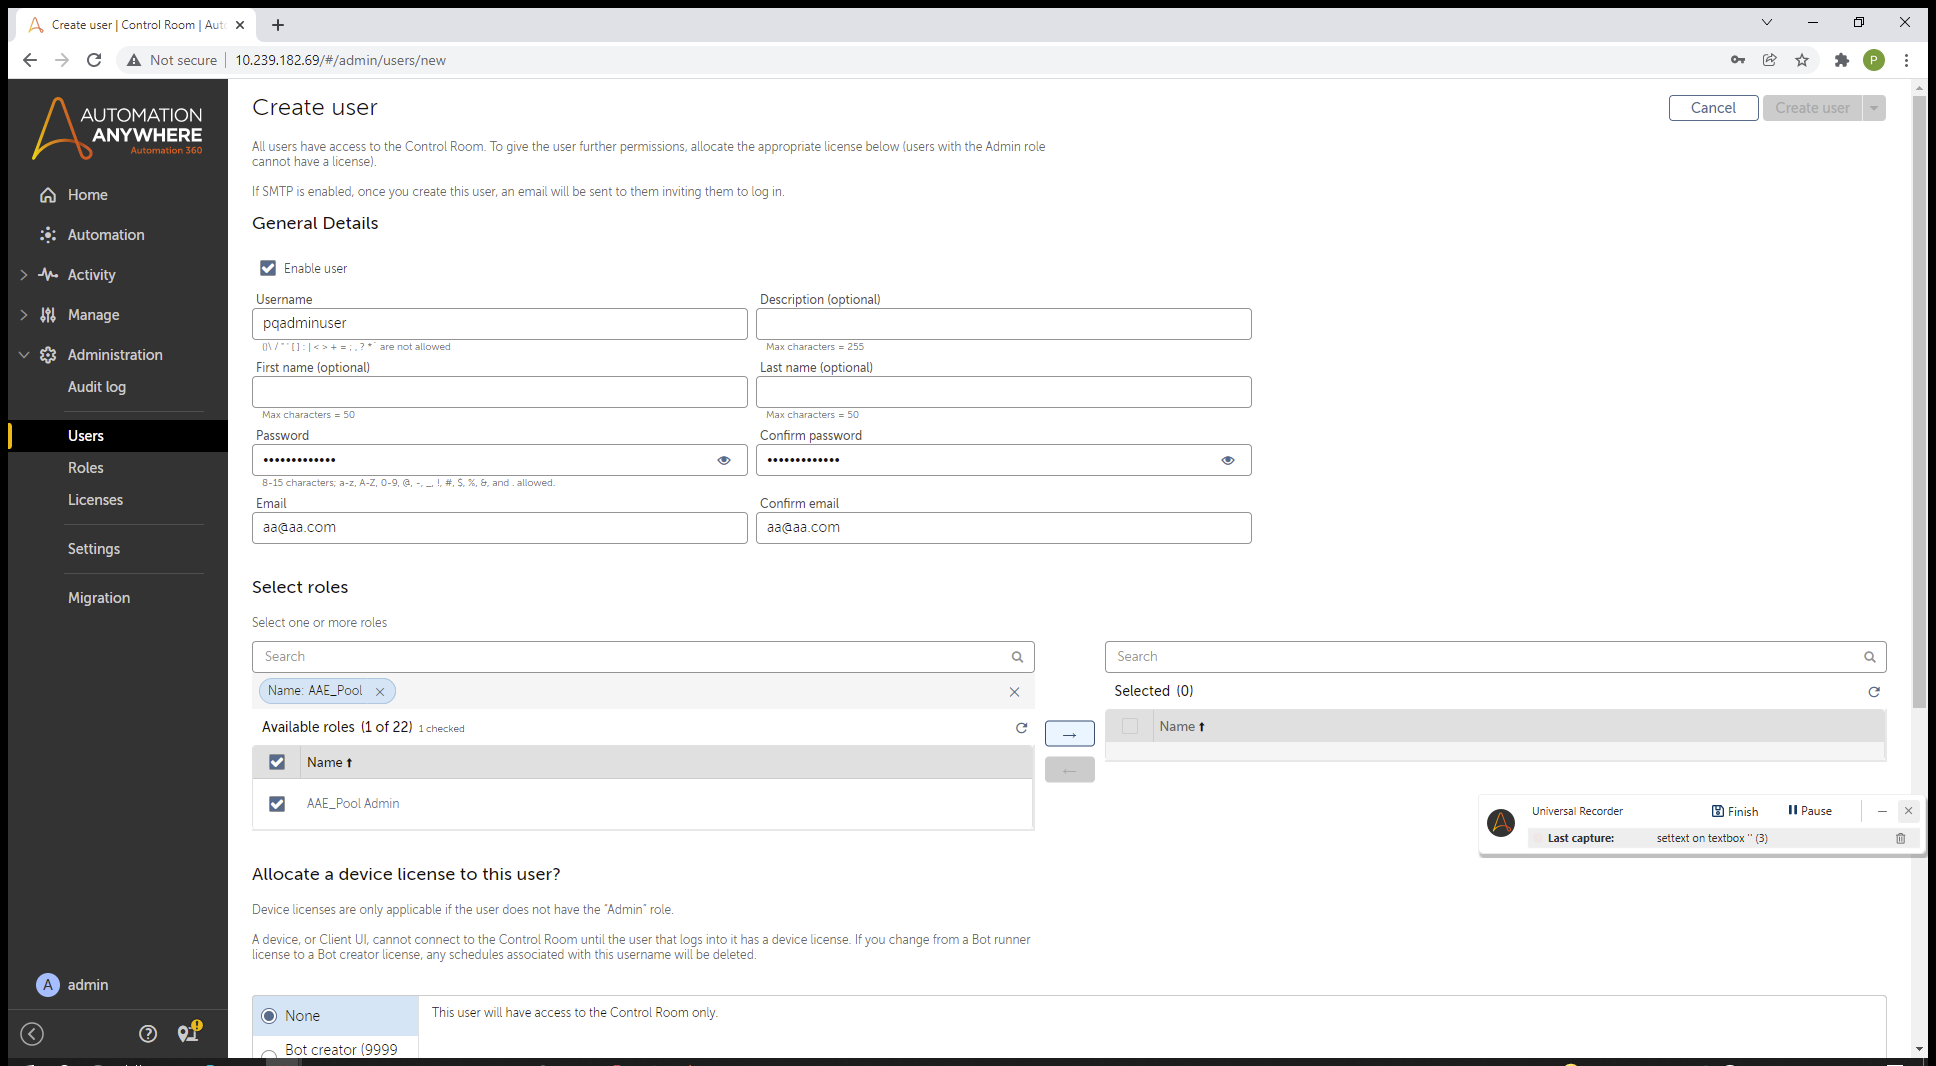 Create user | Control Room | Aut
Not secure
10.239.182.69/#/admin/users/new
P
AUTOMATION
ANYWHERE
Automation 360
Home
Automation
Activity
Manage
Administration
Audit log
Users
Roles
Licenses
Settings
Migration
A admin
Create user
Cancel
Create user
All users have access to the Control Room. To give the user further permissions, allocate the appropriate license below (users with the Admin role
cannot have a license).
If SMTP is enabled, once you create this user, an email will be sent to them inviting them to log in.
General Details
Enable user
Username
Description (optional)
pqadminuser
()\ / " ' [ ] : | < > + = ; , ? * ` are not allowed
Max characters = 255
First name (optional)
Last name (optional)
Max characters = 50
Max characters = 50
Password
Confirm password
•••••••••••••
•••••••••••••
8-15 characters; a-z, A-Z, 0-9, @, -, _, !, #, $, %, &, and . allowed.
Email
Confirm email
aa@aa.com
aa@aa.com
Select roles
Select one or more roles
Search
Search
Name: AAE_Pool
Selected (0)
Available roles (1 of 22) 1 checked
Name
Name
AAE_Pool Admin
Universal Recorder
Finish
Pause
Last capture:
settext on textbox '' (3)
Allocate a device license to this user?
Device licenses are only applicable if the user does not have the "Admin" role.
A device, or Client UI, cannot connect to the Control Room until the user that logs into it has a device license. If you change from a Bot runner
license to a Bot creator license, any schedules associated with this username will be deleted.
None
This user will have access to the Control Room only.
Bot creator (9999